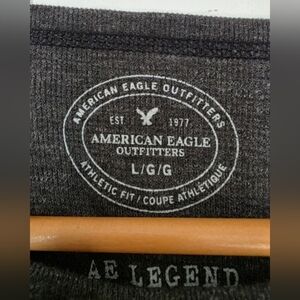 AMERICAN EAGLE OUTFITTERS
EST 1977
AMERICAN EAGLE
OUTFITTERS
L/G/G
ATHLETIC FIT / COUPE ATHLÉTIQUE
AE LEGEND